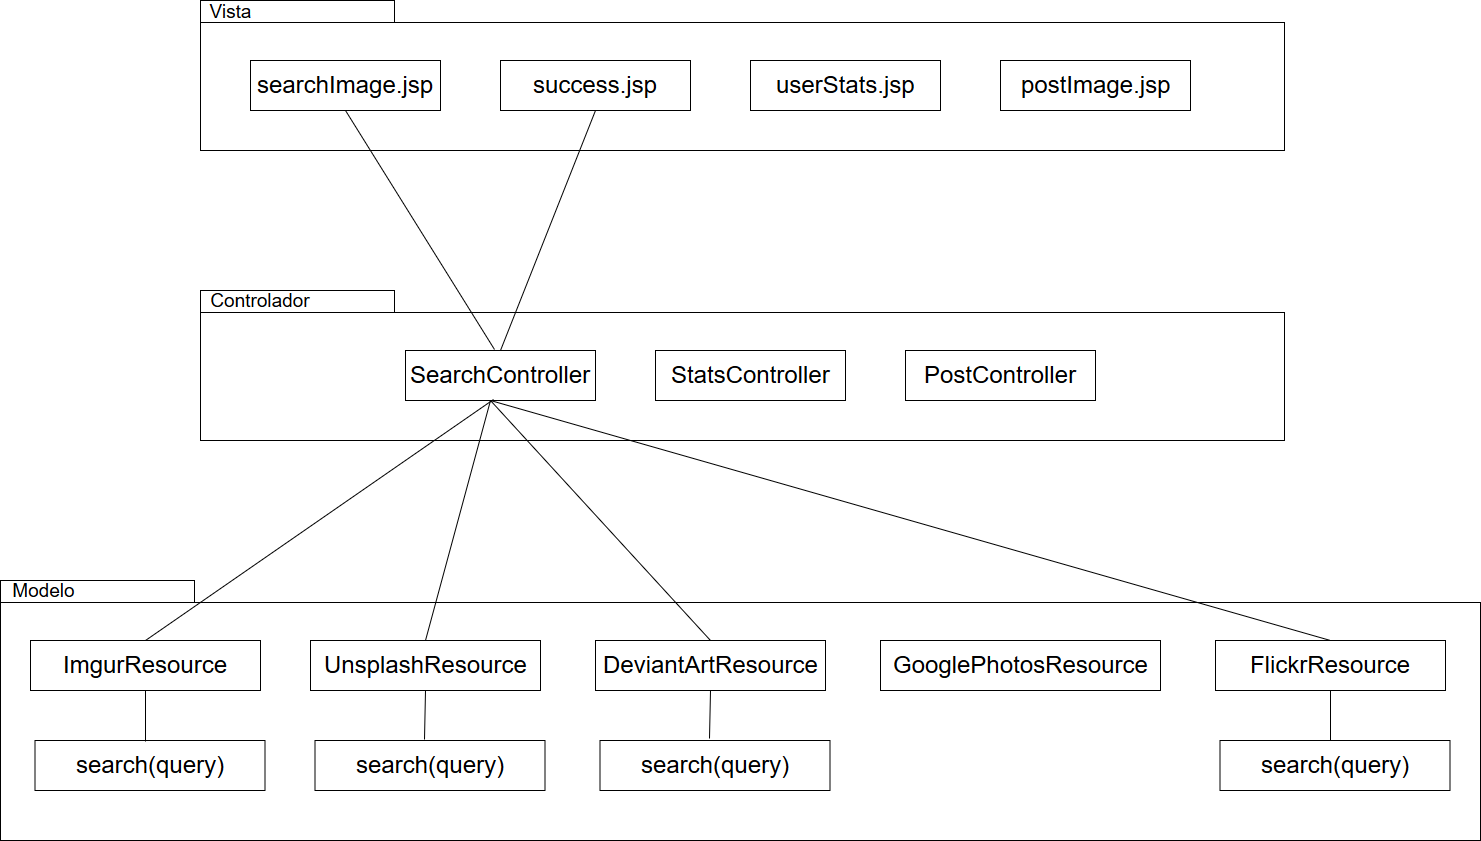 Vista
searchImage.jsp
success.jsp
userStats.jsp
postImage.jsp
Controlador
SearchController
StatsController
PostController
Modelo
ImgurResource
UnsplashResource
DeviantArtResource
GooglePhotosResource
FlickrResource
search(query)
search(query)
search(query)
search(query)